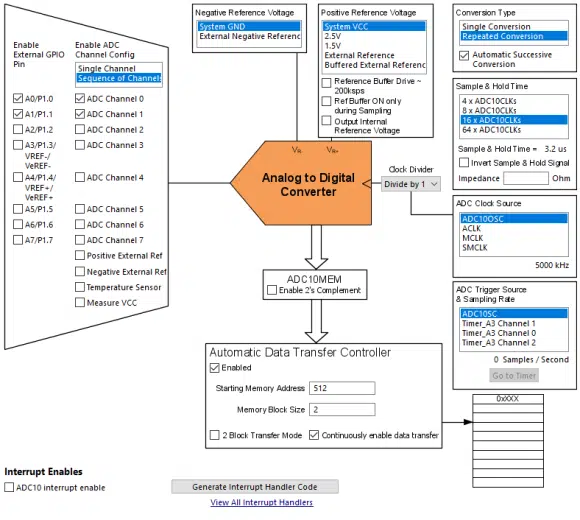 Negative Reference Voltage
System GND
External Negative Referenc
Positive Reference Voltage
System VCC
2.5V
1.5V
External Reference
Buffered External Referenc
Reference Buffer Drive ~
200ksps
Ref Buffer ON only
during Sampling
Output Internal
Reference Voltage
Conversion Type
Single Conversion
Repeated Conversion
Automatic Successive
Conversion
Enable
External GPIO
Pin
Enable ADC
Channel Config
Single Channel
Sequence of Channels
A0/P1.0
ADC Channel 0
A1/P1.1
ADC Channel 1
A2/P1.2
ADC Channel 2
A3/P1.3/
VREF-/
VeREF-
ADC Channel 3
A4/P1.4/
VREF+/
VeREF+
ADC Channel 4
A5/P1.5
ADC Channel 5
A6/P1.6
ADC Channel 6
A7/P1.7
ADC Channel 7
Positive External Ref
Negative External Ref
Temperature Sensor
Measure VCC
VR-
VR+
Analog to Digital
Converter
Clock Divider
Divide by 1
Sample & Hold Time
4 x ADC10CLKs
8 x ADC10CLKs
16 x ADC10CLKs
64 x ADC10CLKs
Sample & Hold Time = 3.2 us
Invert Sample & Hold Signal
Impedance Ohm
ADC Clock Source
ADC10OSC
ACLK
MCLK
SMCLK
5000 kHz
ADC10MEM
Enable 2's Complement
ADC Trigger Source
& Sampling Rate
ADC10SC
Timer_A3 Channel 1
Timer_A3 Channel 0
Timer_A3 Channel 2
0 Samples / Second
Go to Timer
Automatic Data Transfer Controller
Enabled
Starting Memory Address 512
Memory Block Size 2
2 Block Transfer Mode
Continuously enable data transfer
0xXXX
Interrupt Enables
ADC10 interrupt enable
Generate Interrupt Handler Code
View All Interrupt Handlers